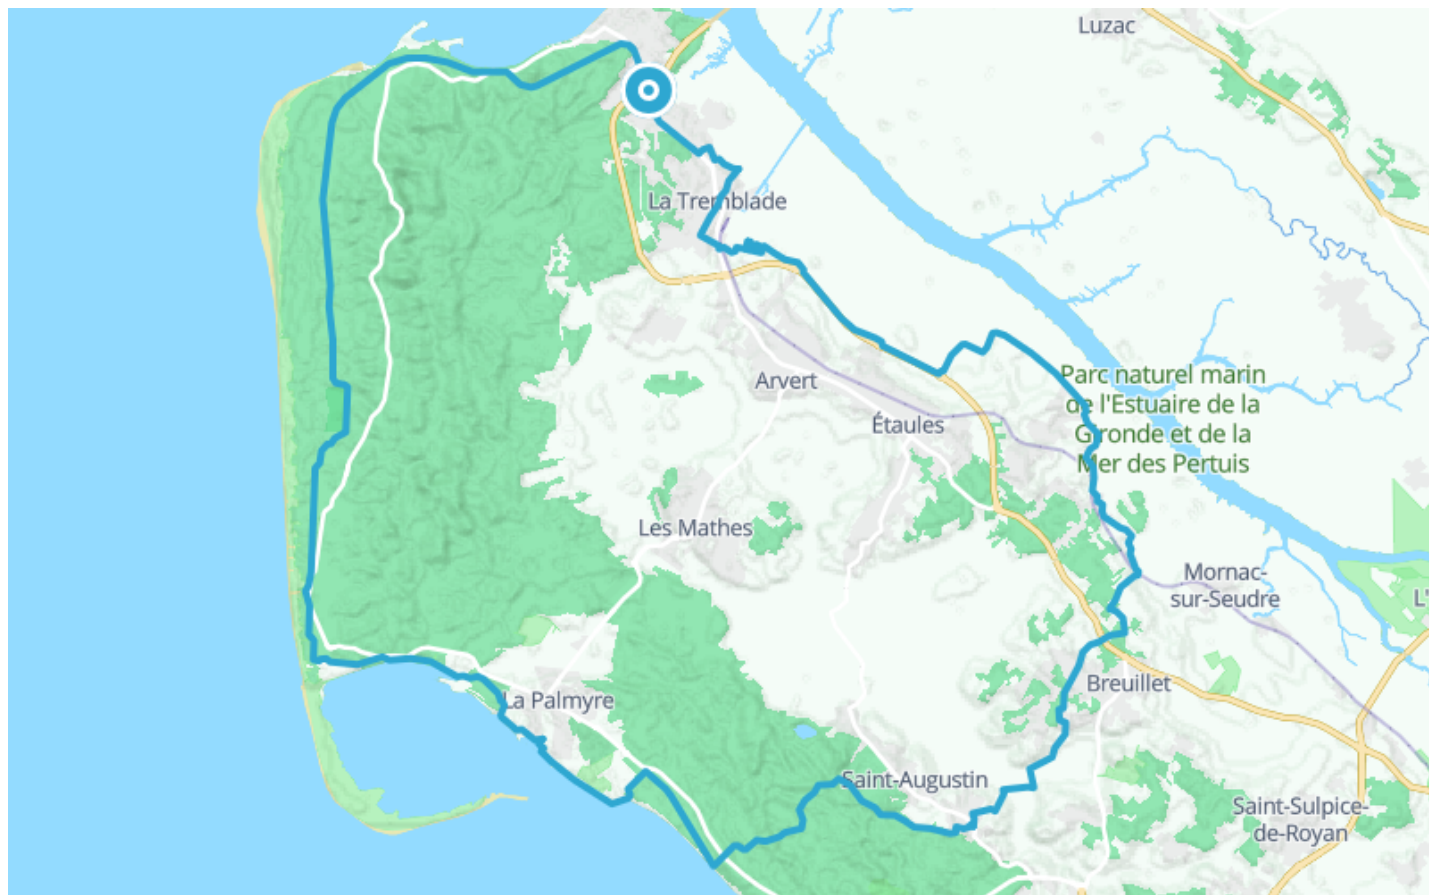 Luzac
La Tremblade
Parc naturel marin
de l'Estuaire de la
Gironde et de la
Mer des Pertuis
Arvert
Étaules
Les Mathes
Mornac-
sur-Seudre
L'
La Palmyre
Breuillet
Saint-Augustin
Saint-Sulpice-
de-Royan